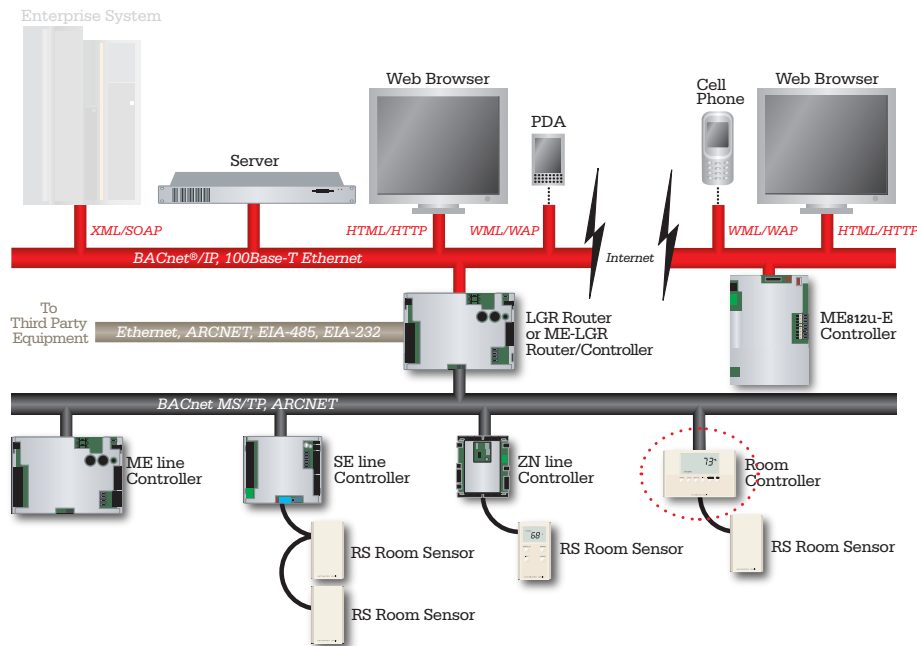 Enterprise System
Server
Web Browser
PDA
Cell
Phone
Web Browser
XML/SOAP
HTML/HTTP
WML/WAP
Internet
WML/WAP
HTML/HTTP
BACnet®/IP, 100Base-T Ethernet
To
Third Party
Equipment
Ethernet, ARCNET, EIA-485, EIA-232
LGR Router
or ME-LGR
Router/Controller
ME812u-E
Controller
BACnet MS/TP, ARCNET
ME line
Controller
SE line
Controller
ZN line
Controller
73°
Room
Controller
RS Room Sensor
68
RS Room Sensor
RS Room Sensor
RS Room Sensor